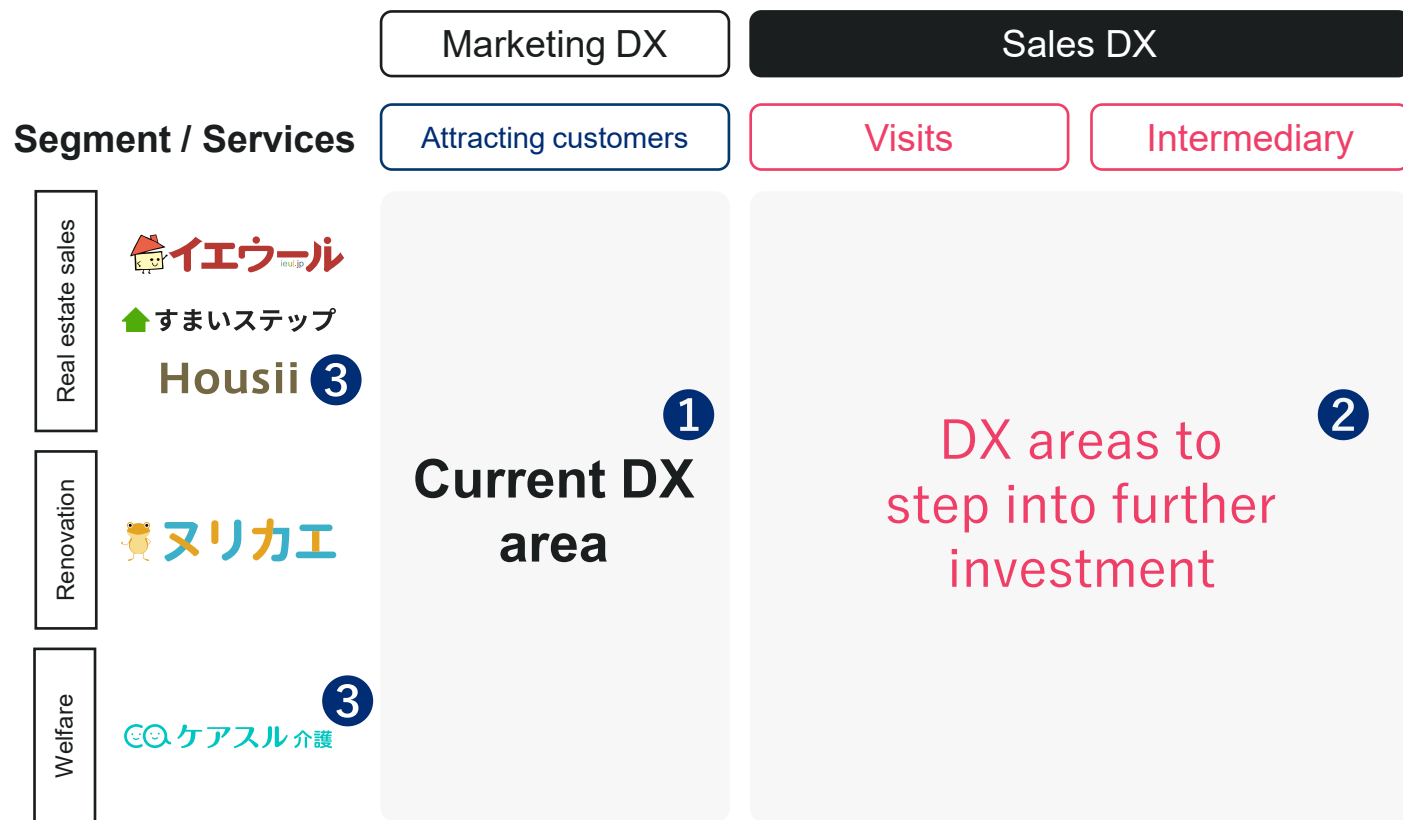 Marketing DX
Sales DX
Segment / Services
Attracting customers
Visits
Intermediary
Real estate sales
イエウール
ieul.jp
すまいステップ
Housii 3
1
Current DX
area
2
DX areas to
step into further
investment
Renovation
ヌリカエ
Welfare
3
ケアスル 介護